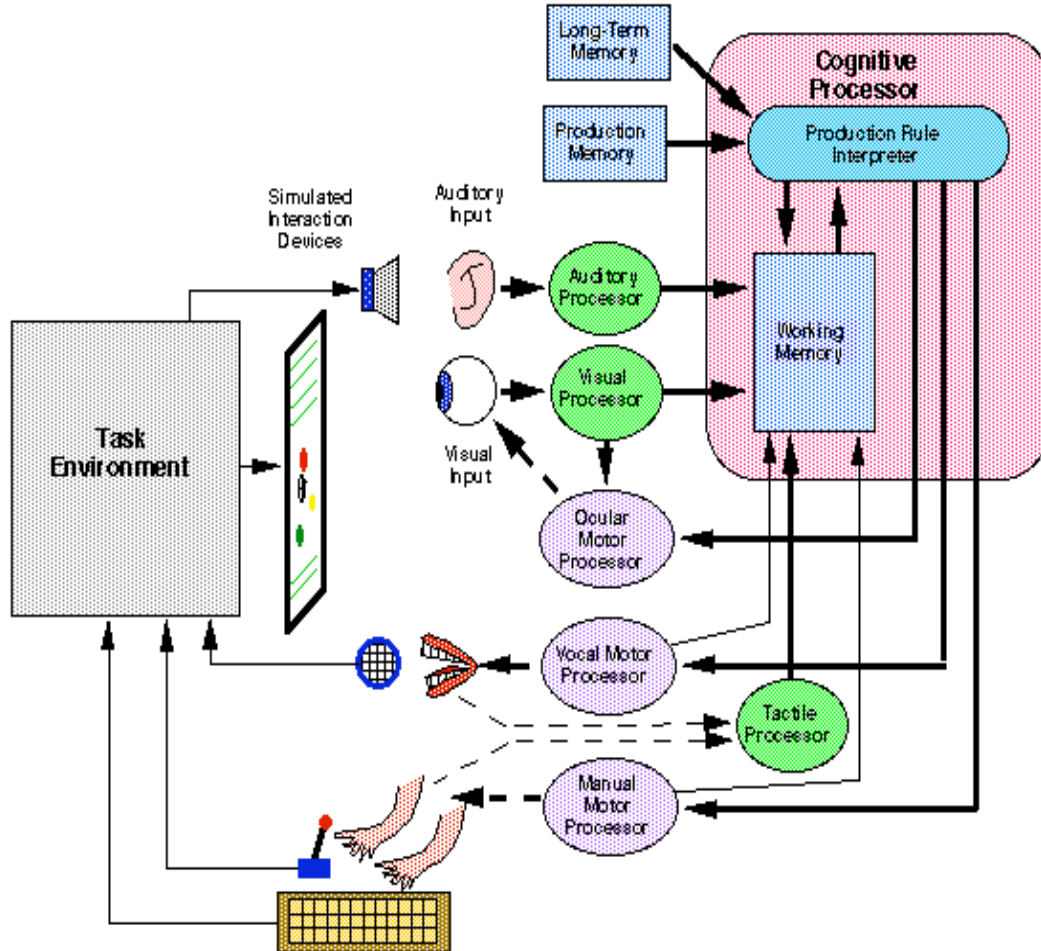 Long-Term
Memory
Cognitive
Processor
Production
Memory
Production Rule
Interpreter
Simulated
Interaction
Devices
Auditory
Input
Auditory
Processor
Working
Memory
Visual
Processor
Task
Environment
Visual
Input
Ocular
Motor
Processor
Vocal Motor
Processor
Tactile
Processor
Manual
Motor
Processor